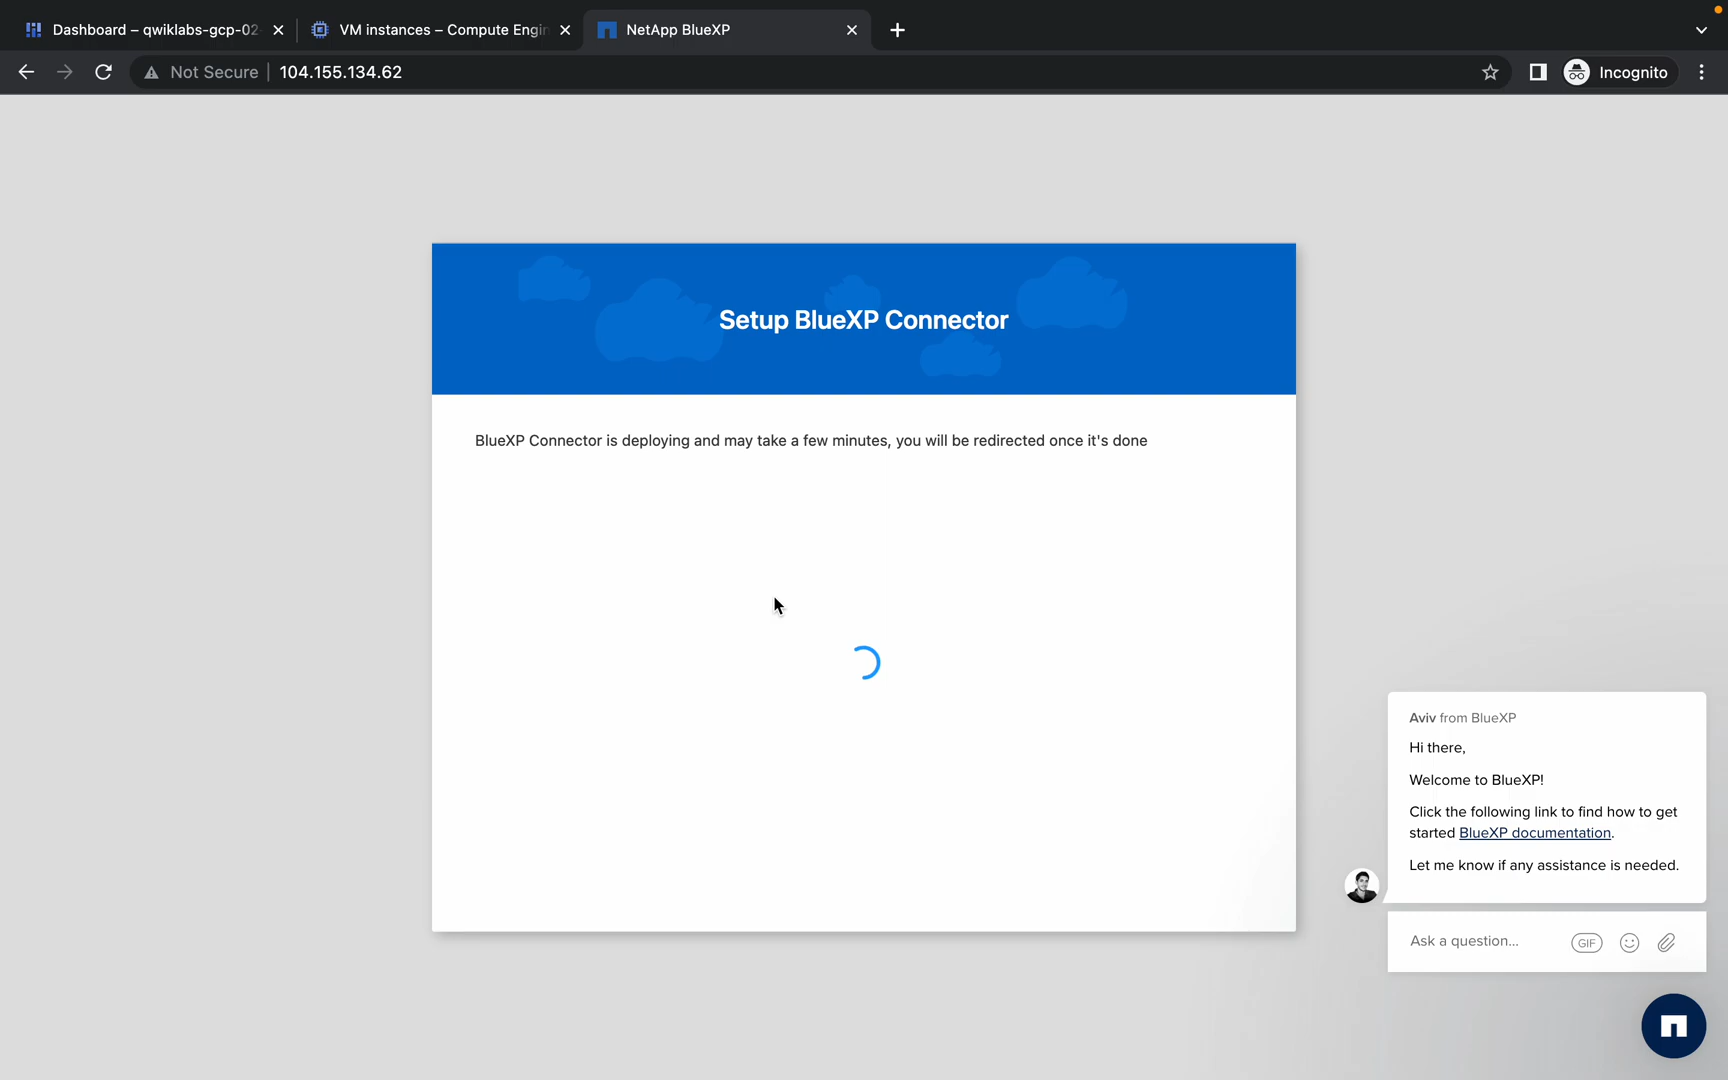 Dashboard – qwiklabs-gcp-02-
VM instances – Compute Engin
NetApp BlueXP
Not Secure
104.155.134.62
Incognito
Setup BlueXP Connector
BlueXP Connector is deploying and may take a few minutes, you will be redirected once it's done
Aviv from BlueXP
Hi there,
Welcome to BlueXP!
Click the following link to find how to get
started BlueXP documentation.
Let me know if any assistance is needed.
Ask a question...
GIF